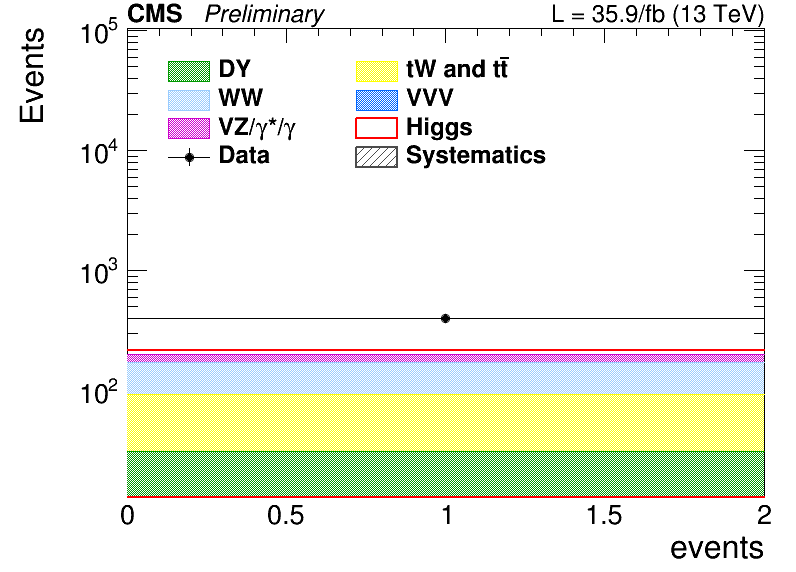 CMS Preliminary L = 35.9/fb (13 TeV)
Events
10⁵
10⁴
10³
10²
DY
tW and tt̄
WW
VVV
VZ/γ*/γ
Higgs
Data
Systematics
0 0.5 1 1.5 2
events